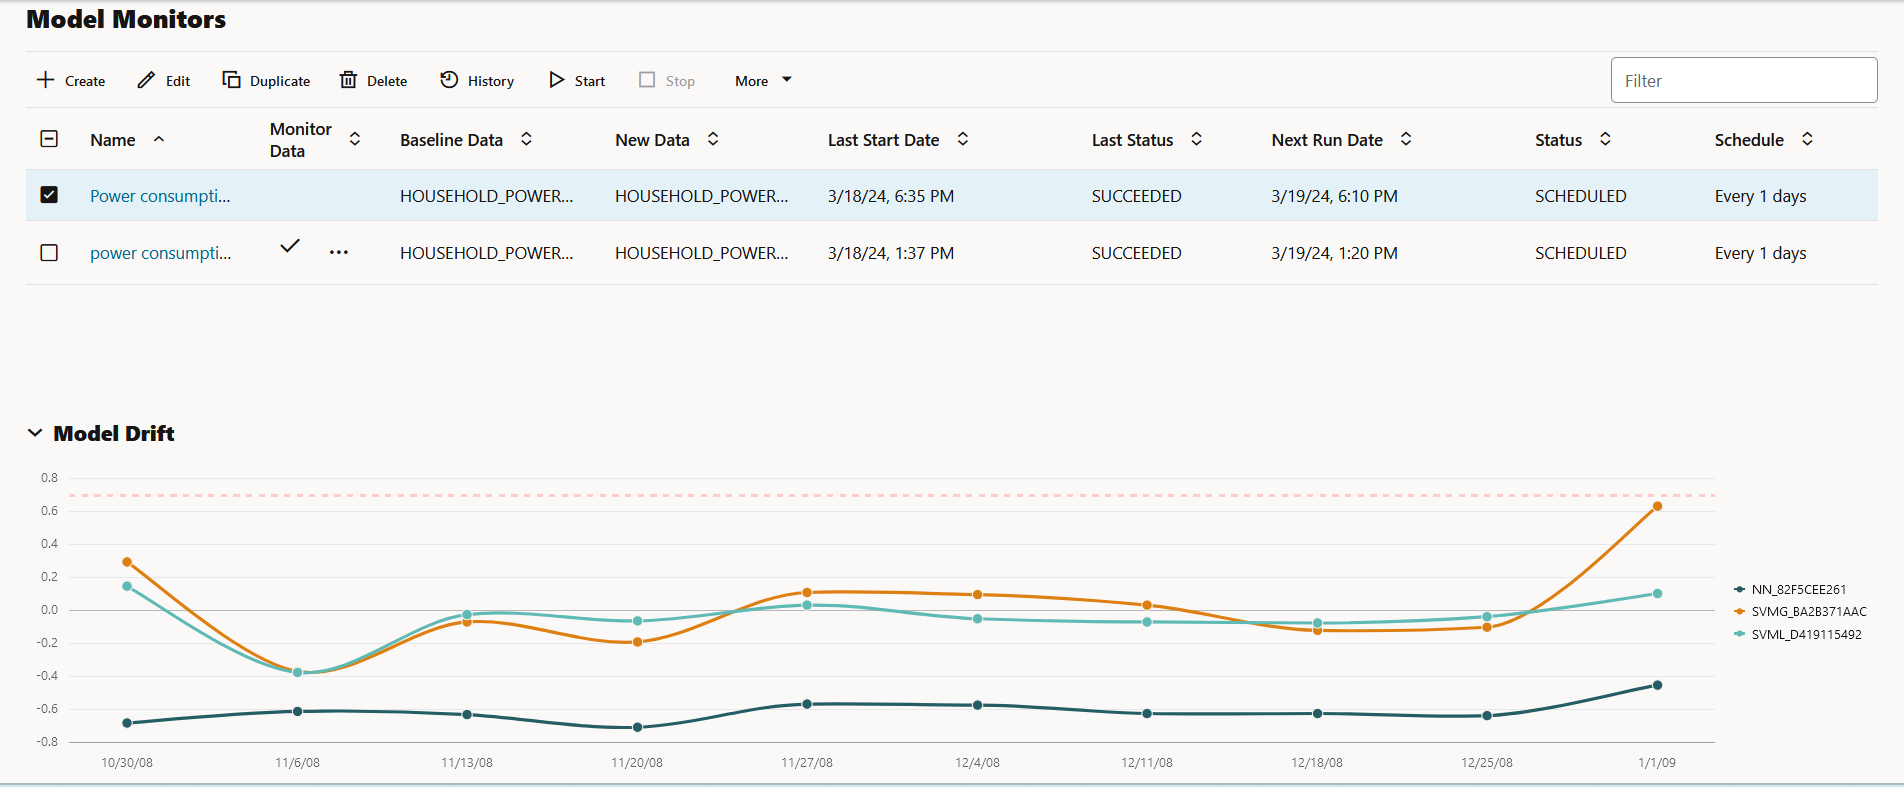 Model Monitors
Create Edit Duplicate Delete History Start Stop More Filter
Name Monitor Data Baseline Data New Data Last Start Date Last Status Next Run Date Status Schedule
Power consumpti... HOUSEHOLD_POWER... HOUSEHOLD_POWER... 3/18/24, 6:35 PM SUCCEEDED 3/19/24, 6:10 PM SCHEDULED Every 1 days
power consumpti... ... HOUSEHOLD_POWER... HOUSEHOLD_POWER... 3/18/24, 1:37 PM SUCCEEDED 3/19/24, 1:20 PM SCHEDULED Every 1 days
Model Drift
0.8
0.6
0.4
0.2
0.0
-0.2
-0.4
-0.6
-0.8
10/30/08 11/6/08 11/13/08 11/20/08 11/27/08 12/4/08 12/11/08 12/18/08 12/25/08 1/1/09
NN_82F5CEE261
SVMG_BA2B371AAC
SVML_D419115492